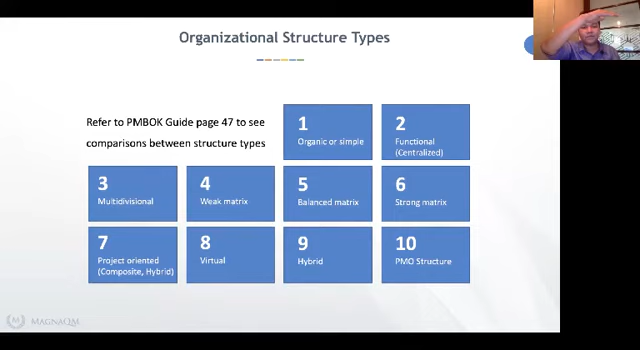 Organizational Structure Types
Refer to PMBOK Guide page 47 to see
comparisons between structure types
1
Organic or simple
2
Functional
(Centralized)
3
Multidivisional
4
Weak matrix
5
Balanced matrix
6
Strong matrix
7
Project oriented
(Composite, Hybrid)
8
Virtual
9
Hybrid
10
PMO Structure
M MAGNAQM